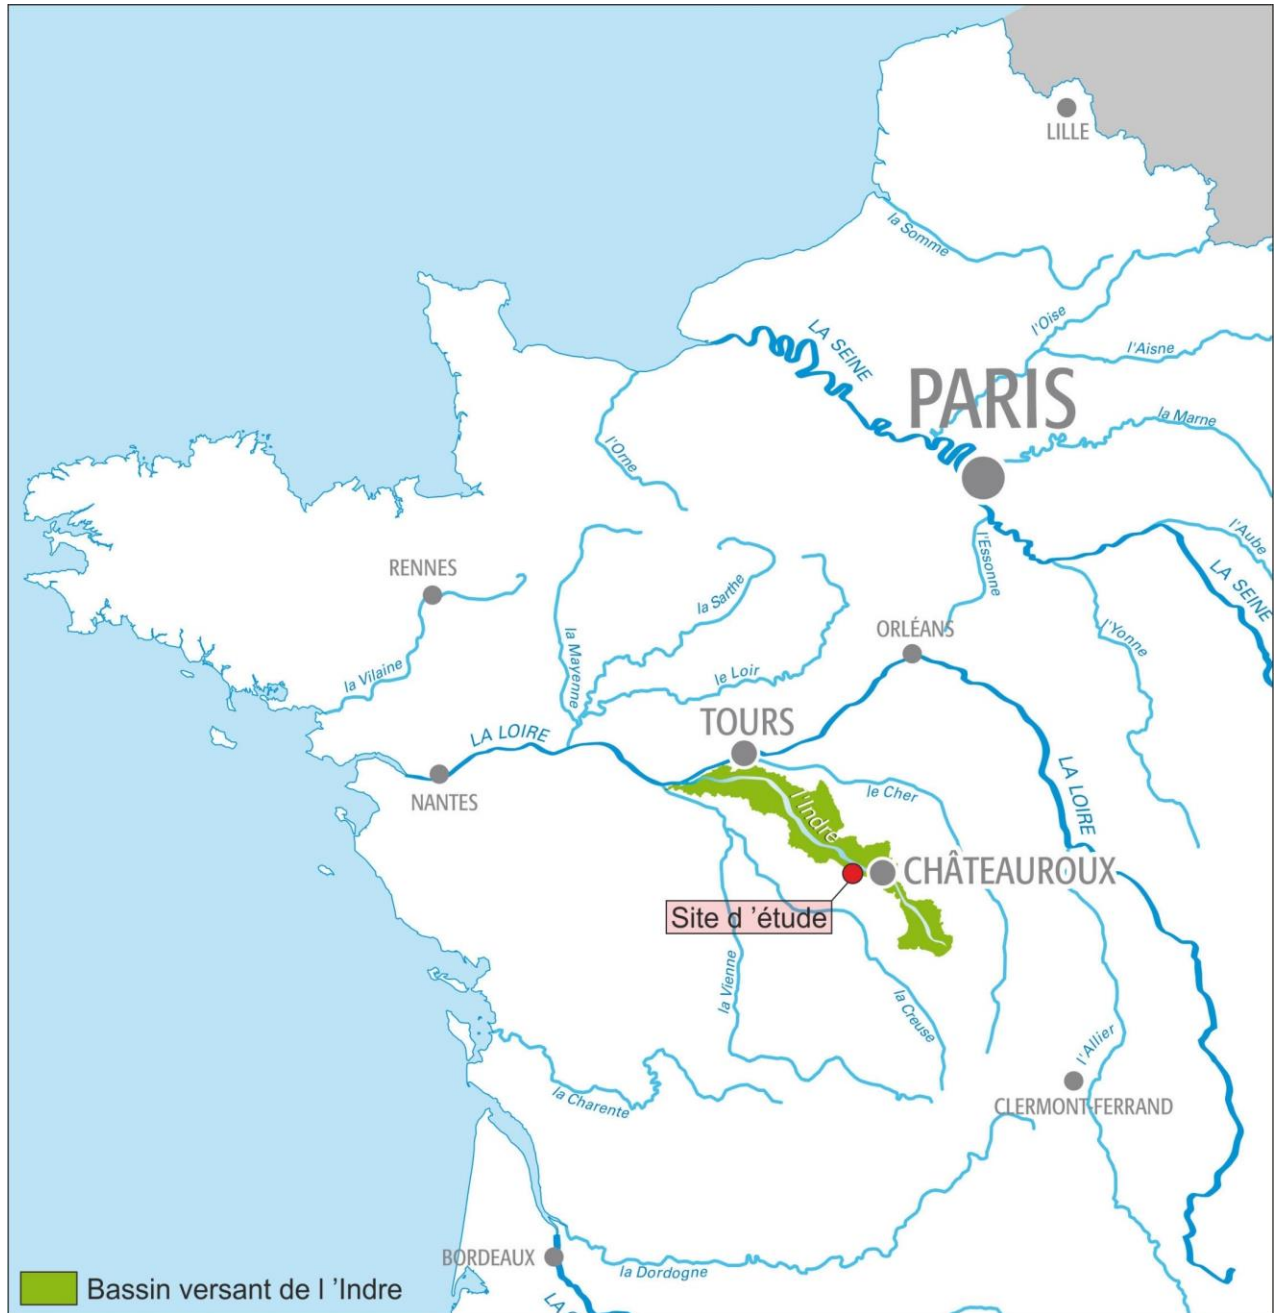 LILLE
la Somme
l'Oise
LA SEINE
l'Aisne
PARIS
la Marne
l'Orne
l'Aube
l'Essonne
RENNES
LA SEINE
la Sarthe
ORLÉANS
l'Yonne
la Mayenne
la Vilaine
le Loir
TOURS
LA LOIRE
LA LOIRE
le Cher
NANTES
l'Indre
CHÂTEAUROUX
Site d 'étude
la Vienne
la Creuse
l'Allier
la Charente
CLERMONT-FERRAND
BORDEAUX
la Dordogne
Bassin versant de l 'Indre